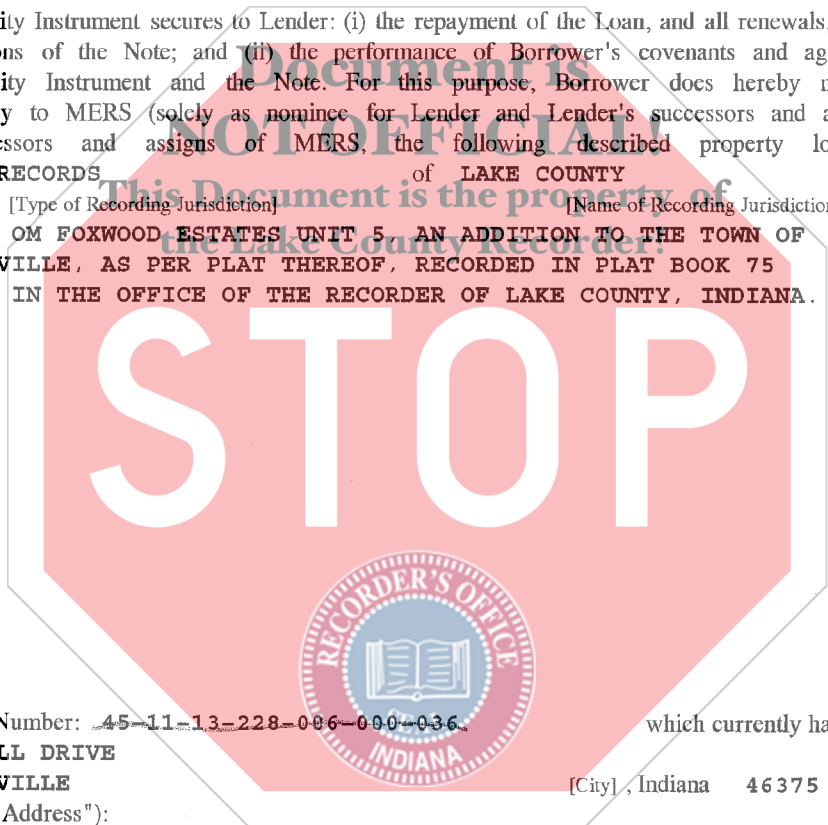 ity Instrument secures to Lender: (i) the repayment of the Loan, and all renewals,
ns of the Note; and (ii) the performance of Borrower's covenants and ag
ity Instrument and the Note. For this purpose, Borrower does hereby m
y to MERS (solely as nominee for Lender and Lender's successors and a
ssors and assigns of MERS, the following described property lo
RECORDS of LAKE COUNTY
[Type of Recording Jurisdiction] [Name of Recording Jurisdiction
OM FOXWOOD ESTATES UNIT 5, AN ADDITION TO THE TOWN OF
VILLE, AS PER PLAT THEREOF, RECORDED IN PLAT BOOK 75
IN THE OFFICE OF THE RECORDER OF LAKE COUNTY, INDIANA.
Document is
NOT OFFICIAL!
This Document is the property of
the Lake County Recorder!
STOP
RECORDER'S OFFICE
SEAL
INDIANA
Number: 45-11-13-228-006-000-036 which currently ha
LL DRIVE
VILLE [City] , Indiana 46375
Address"):